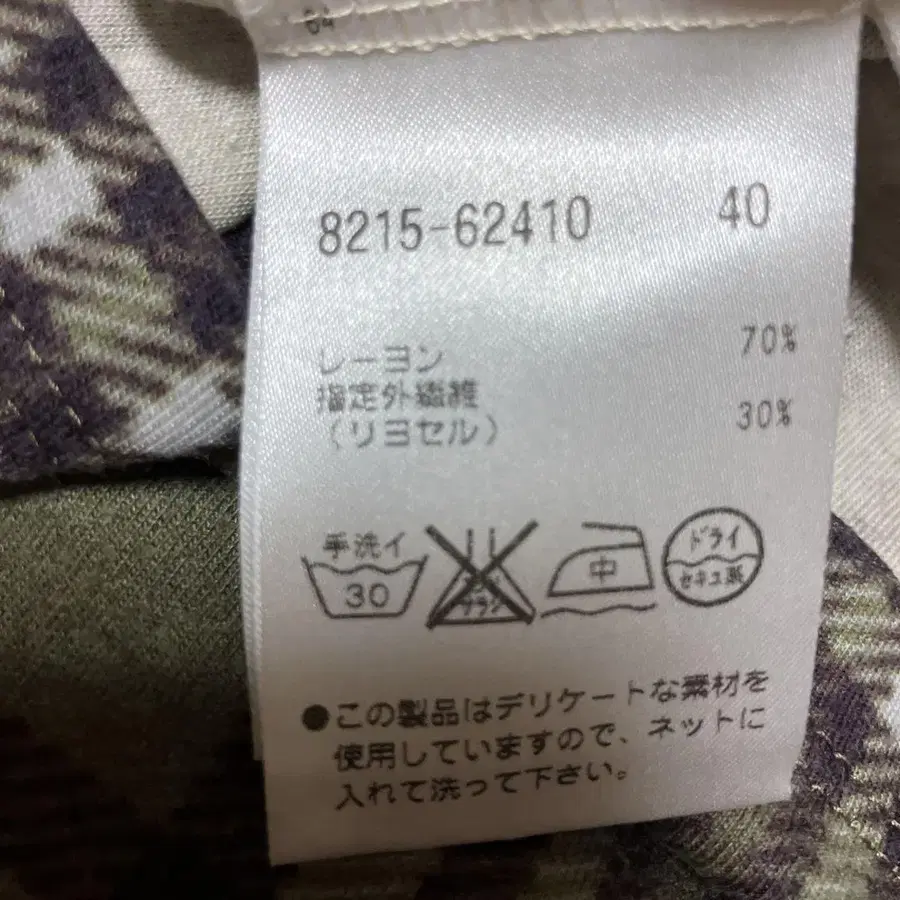 8215-62410 40
レーヨン 70%
指定外繊維 30%
（リヨセル）
手洗イ
30
中
ドライ
セキユ系
●この製品はデリケートな素材を
使用していますので、ネットに
入れて洗って下さい。